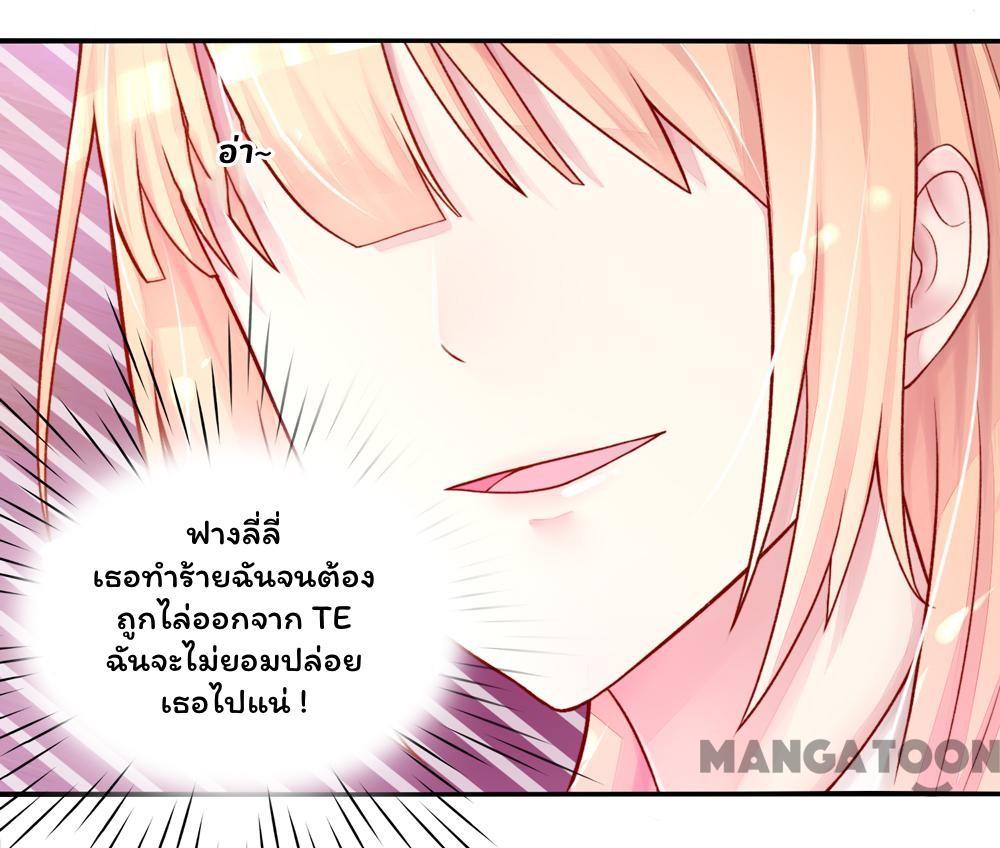 อ่า~
ฟางลี่ลี่
เธอทำร้ายฉันจนต้อง
ถูกไล่ออกจาก TE
ฉันจะไม่ยอมปล่อย
เธอไปแน่ !
MANGATOON